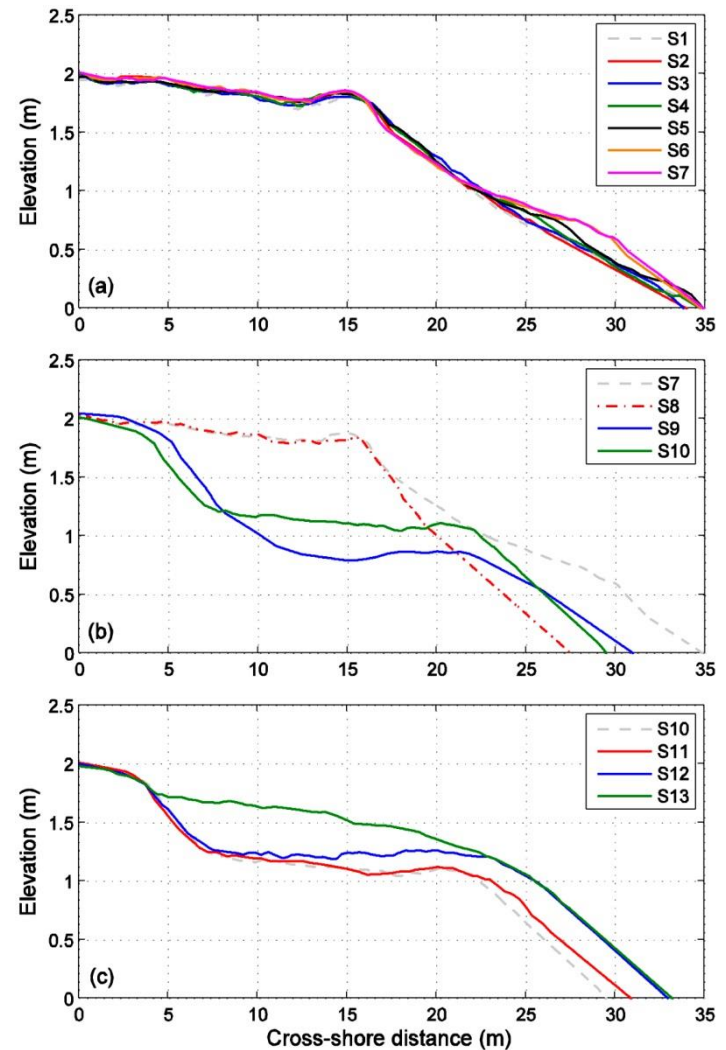 2.5
2
1.5
1
0.5
0
Elevation (m)
(a)
S1
S2
S3
S4
S5
S6
S7
0 5 10 15 20 25 30 35
2.5
2
1.5
1
0.5
0
Elevation (m)
(b)
S7
S8
S9
S10
0 5 10 15 20 25 30 35
2.5
2
1.5
1
0.5
0
Elevation (m)
(c)
S10
S11
S12
S13
0 5 10 15 20 25 30 35
Cross-shore distance (m)